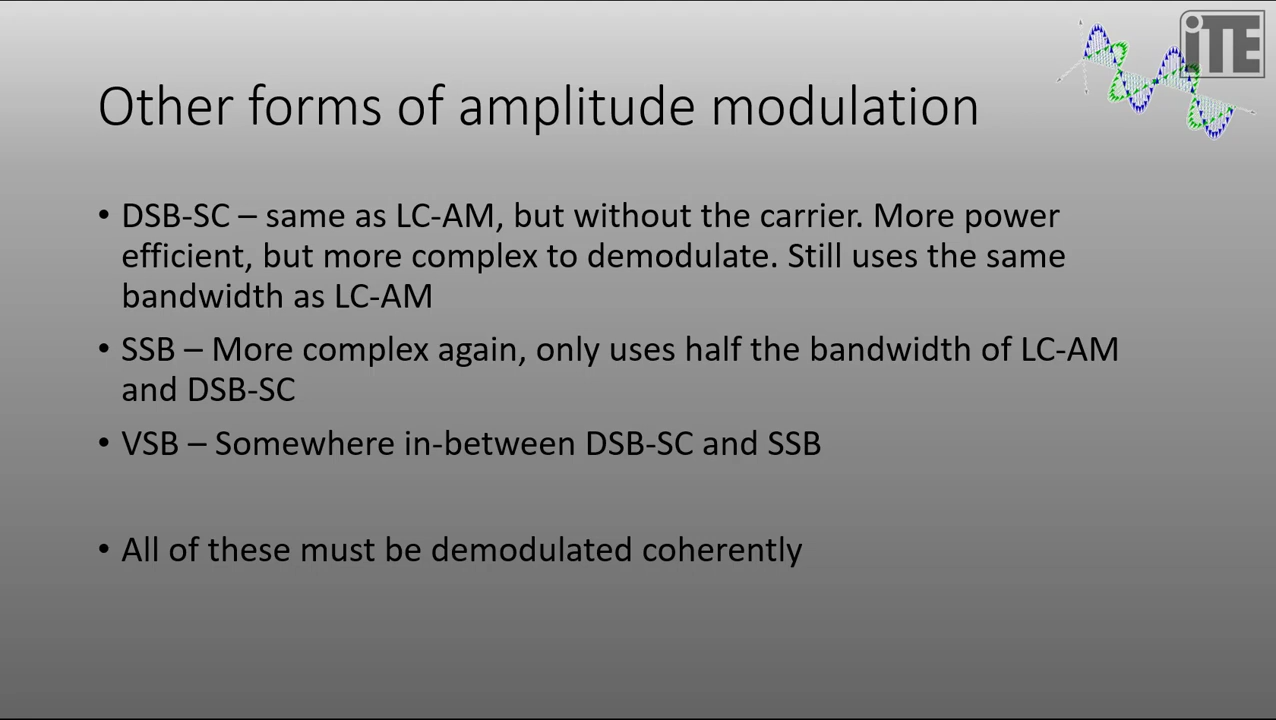 iTE
Other forms of amplitude modulation
• DSB-SC – same as LC-AM, but without the carrier. More power
efficient, but more complex to demodulate. Still uses the same
bandwidth as LC-AM
• SSB – More complex again, only uses half the bandwidth of LC-AM
and DSB-SC
• VSB – Somewhere in-between DSB-SC and SSB
• All of these must be demodulated coherently